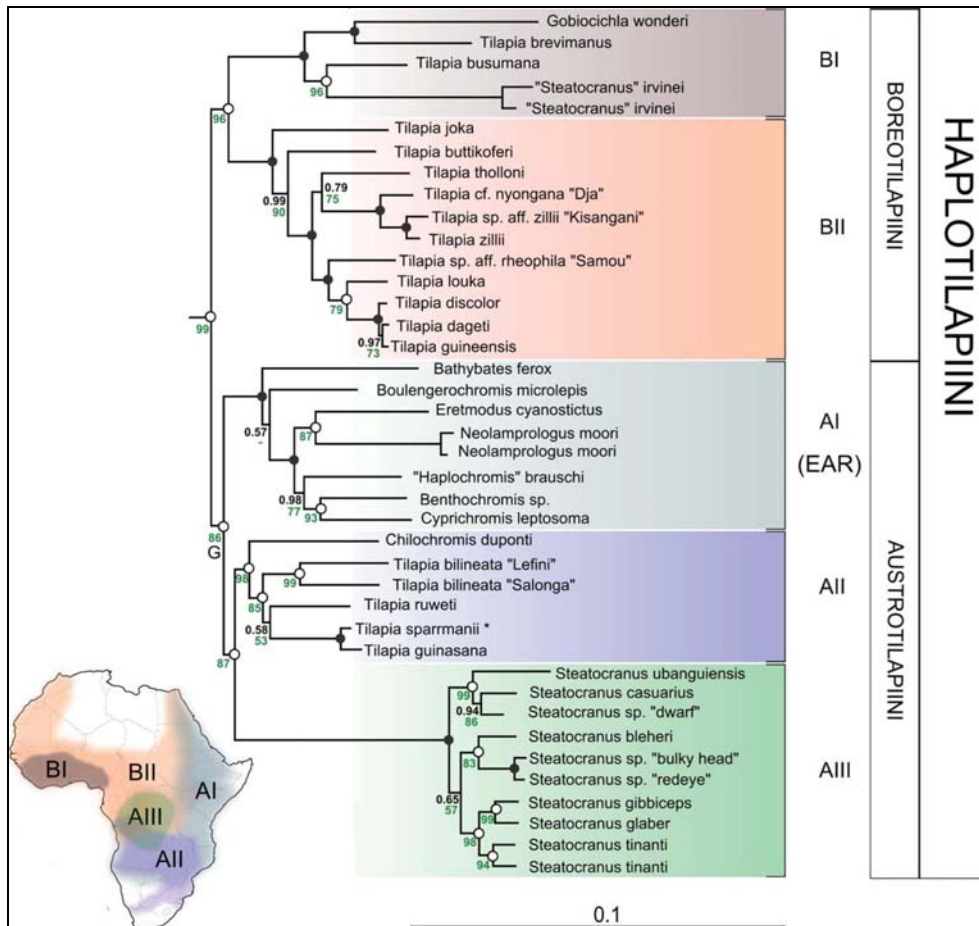 Gobiocichla wonderi
Tilapia brevimanus
Tilapia busumana
"Steatocranus" irvinei
"Steatocranus" irvinei
96
BI
96
Tilapia joka
Tilapia buttikoferi
Tilapia tholloni
Tilapia cf. nyongana "Dja"
Tilapia sp. aff. zillii "Kisangani"
Tilapia zillii
Tilapia sp. aff. rheophila "Samou"
Tilapia louka
Tilapia discolor
Tilapia dageti
Tilapia guineensis
0.99
90
0.79
75
79
0.97
73
BII
BOREOTILAPIINI
99
Bathybates ferox
Boulengerochromis microlepis
Eretmodus cyanostictus
Neolamprologus moori
Neolamprologus moori
"Haplochromis" brauschi
Benthochromis sp.
Cyprichromis leptosoma
0.57
-
87
0.98
77
93
AI
(EAR)
86
G
Chilochromis duponti
Tilapia bilineata "Lefini"
Tilapia bilineata "Salonga"
Tilapia ruweti
Tilapia sparrmanii *
Tilapia guinasana
98
99
85
0.58
53
AII
87
Steatocranus ubanguiensis
Steatocranus casuarius
Steatocranus sp. "dwarf"
Steatocranus bleheri
Steatocranus sp. "bulky head"
Steatocranus sp. "redeye"
Steatocranus gibbiceps
Steatocranus glaber
Steatocranus tinanti
Steatocranus tinanti
99
0.94
86
83
0.65
57
99
98
94
AIII
AUSTROTILAPIINI
HAPLOTILAPIINI
BI
BII
AI
AIII
AII
0.1